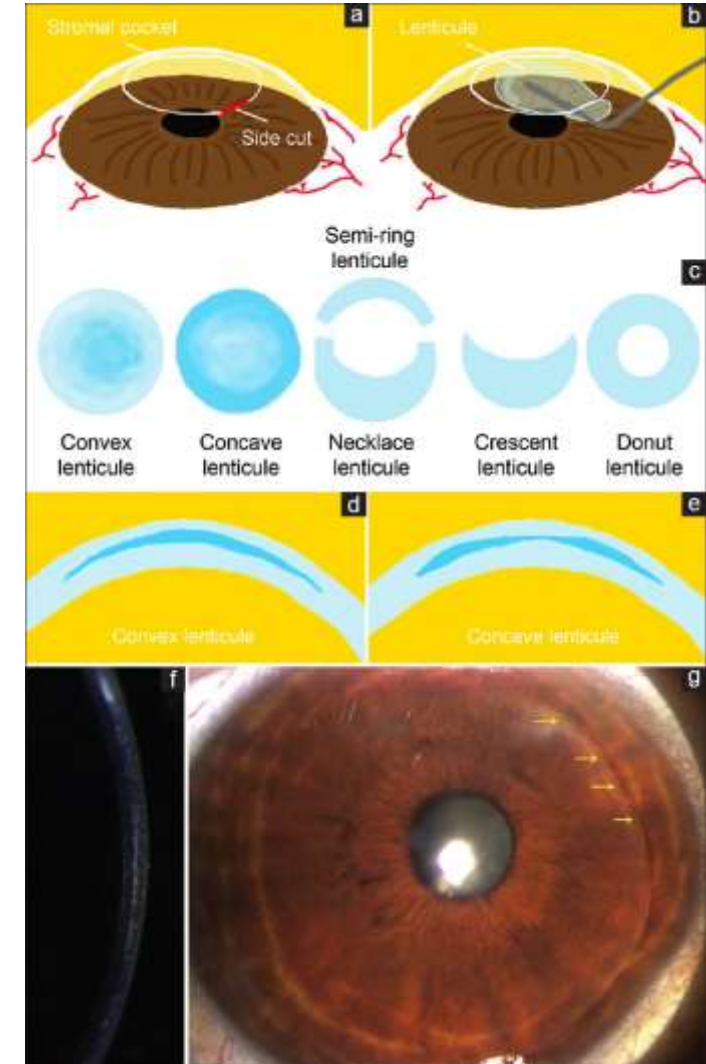 a
Stromal pocket
Side cut
b
Lenticule
c
Semi-ring
lenticule
Convex
lenticule
Concave
lenticule
Necklace
lenticule
Crescent
lenticule
Donut
lenticule
d
Convex lenticule
e
Concave lenticule
f
g